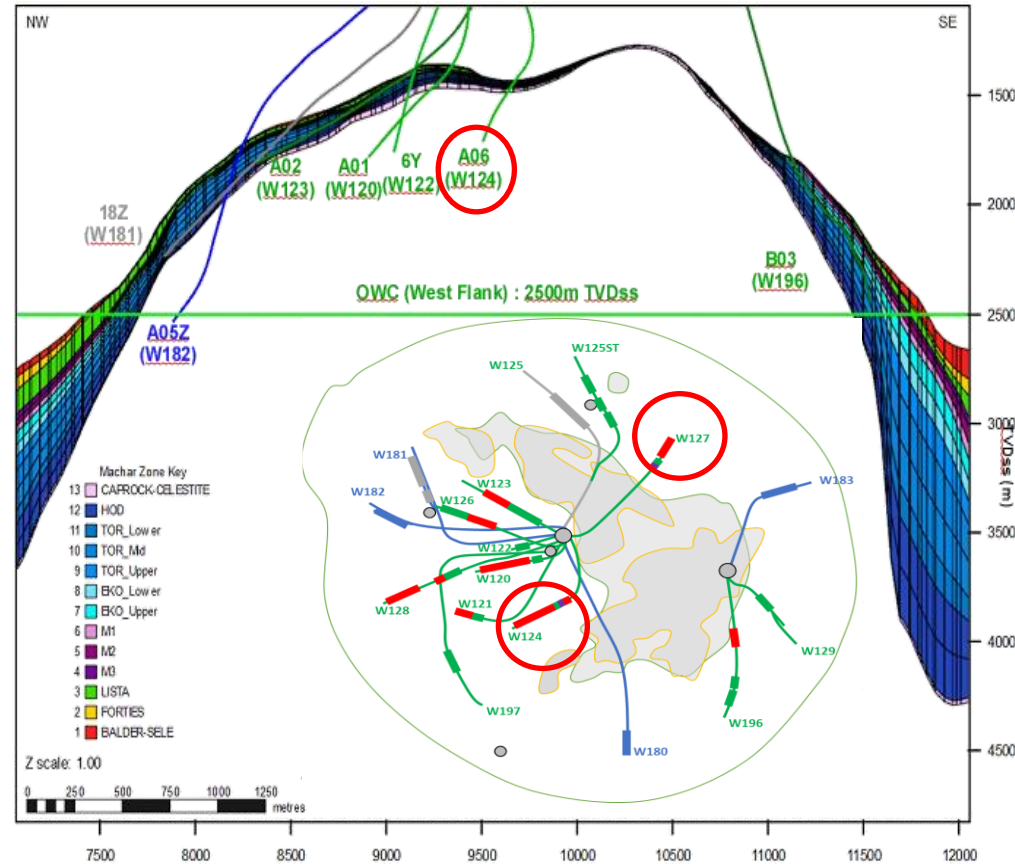 NW
SE
1500
2000
2500
3000
3500
4000
4500
TVDss (m)
A02
(W123)
A01
(W120)
6Y
(W122)
A06
(W124)
18Z
(W181)
B03
(W196)
OWC (West Flank) : 2500m TVDss
A05Z
(W182)
W125ST
W125
W127
W181
W123
W183
W182
W126
W122
W120
W128
W121
W124
W129
W197
W196
W180
Machar Zone Key
13 CAPROCK-CELESTITE
12 HOD
11 TOR_Lower
10 TOR_Mid
9 TOR_Upper
8 EKO_Lower
7 EKO_Upper
6 M1
5 M2
4 M3
3 LISTA
2 FORTIES
1 BALDER-SELE
Z scale: 1.00
0 250 500 750 1000 1250
metres
7500 8000 8500 9000 9500 10000 10500 11000 11500 12000